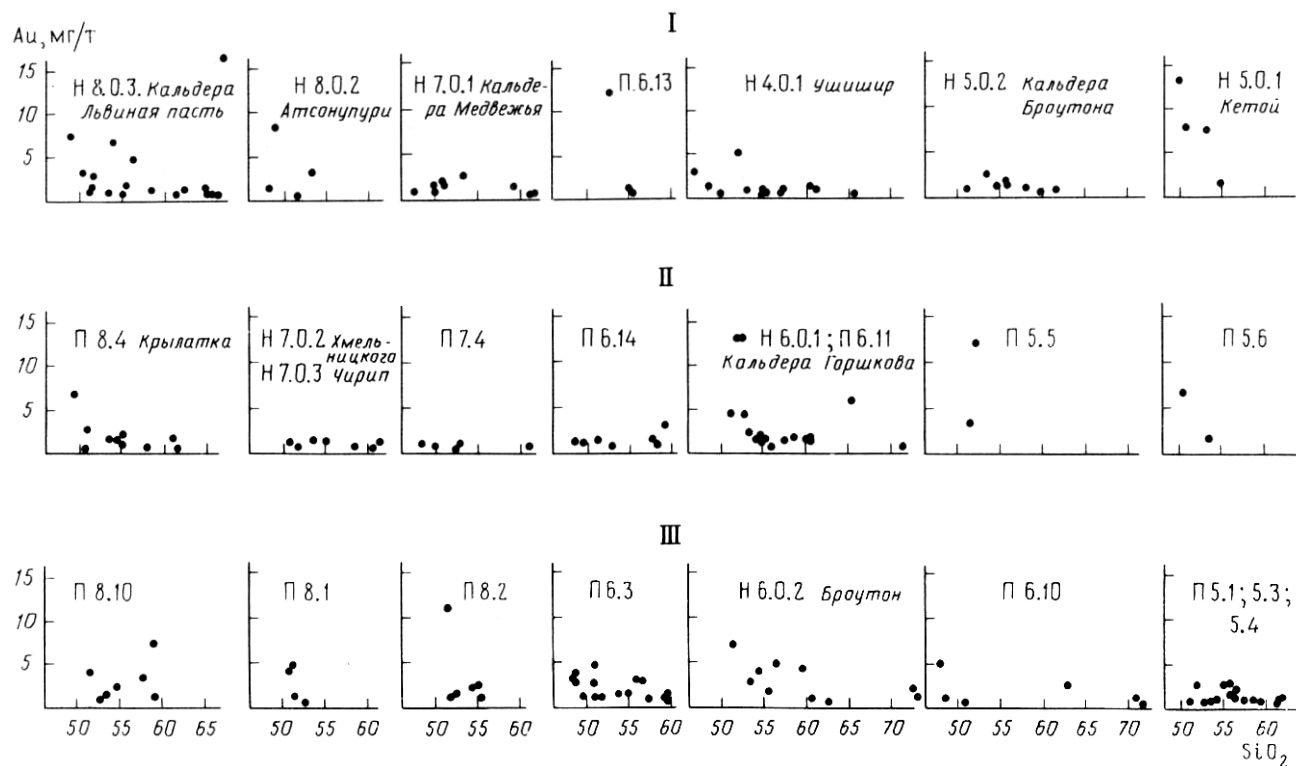 I
Au, мг/т
15
10
5
Н 8.0.3. Кальдера
Львиная пасть
Н 8.0.2
Атсонупури
Н 7.0.1 Кальде-
ра Медвежья
П.6.13
Н 4.0.1 Ушишир
Н 5.0.2 Кальдера
Броутона
Н 5.0.1
Кетой
II
15
10
5
П 8.4 Крылатка
Н 7.0.2 Хмель-
ницкого
Н 7.0.3 Чирип
П 7.4
П 6.14
Н 6.0.1; П 6.11
Кальдера Горшкова
П 5.5
П 5.6
III
15
10
5
П 8.10
П 8.1
П 8.2
П 6.3
Н 6.0.2 Броутон
П 6.10
П 5.1; 5.3;
5.4
50 55 60 65 50 55 60 50 55 60 50 55 60 50 55 60 65 70 50 55 60 65 70 50 55 60
SiO₂